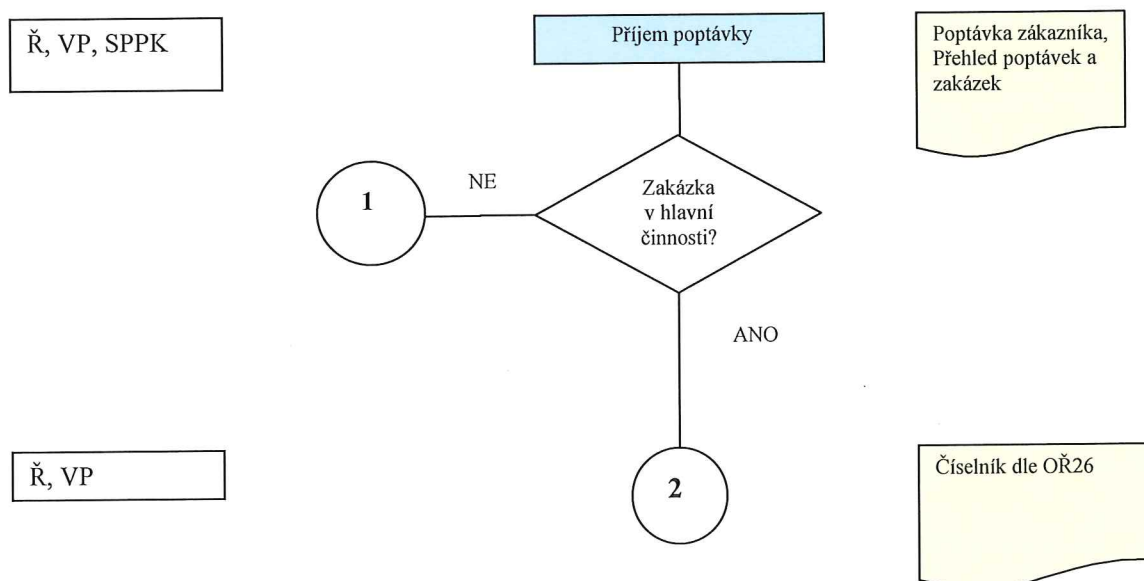 Ř, VP, SPPK
Příjem poptávky
Poptávka zákazníka,
Přehled poptávek a
zakázek
1
NE
Zakázka
v hlavní
činnosti?
ANO
Ř, VP
2
Číselník dle OŘ26